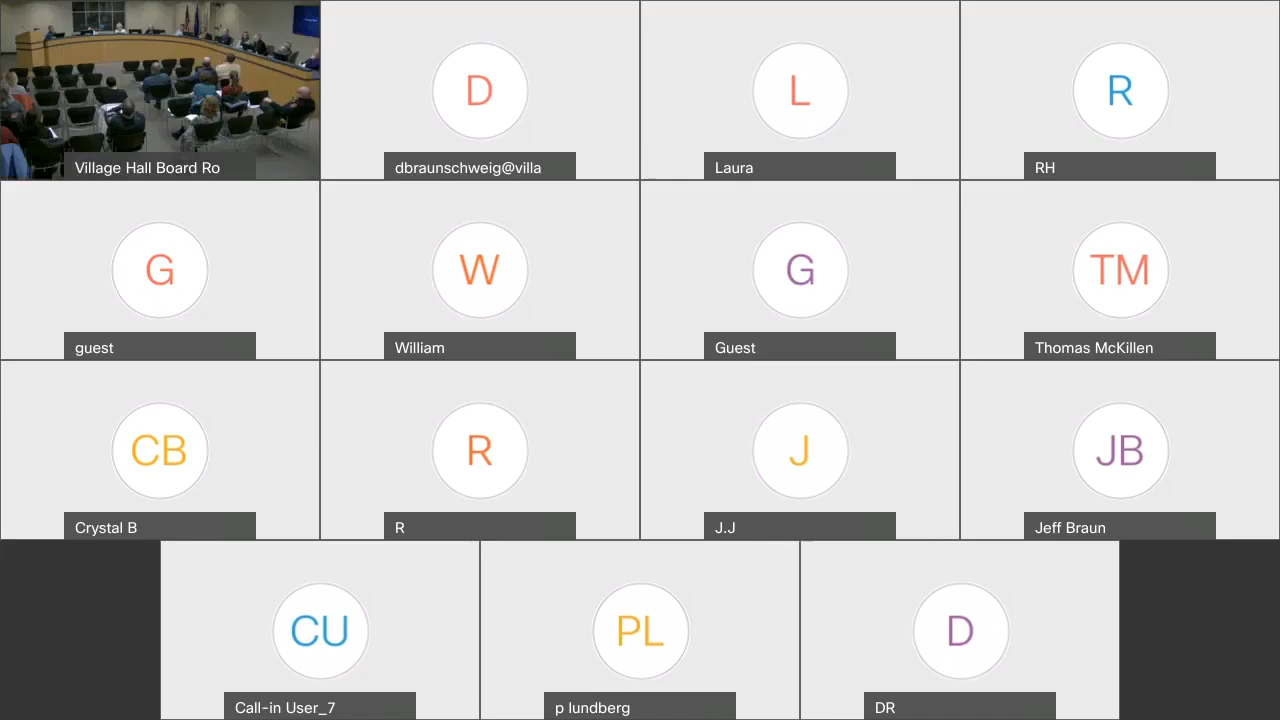 Village Hall Board Ro
D
dbraunschweig@villa
L
Laura
R
RH
G
guest
W
William
G
Guest
TM
Thomas McKillen
CB
Crystal B
R
R
J
J.J
JB
Jeff Braun
CU
Call-in User_7
PL
p lundberg
D
DR